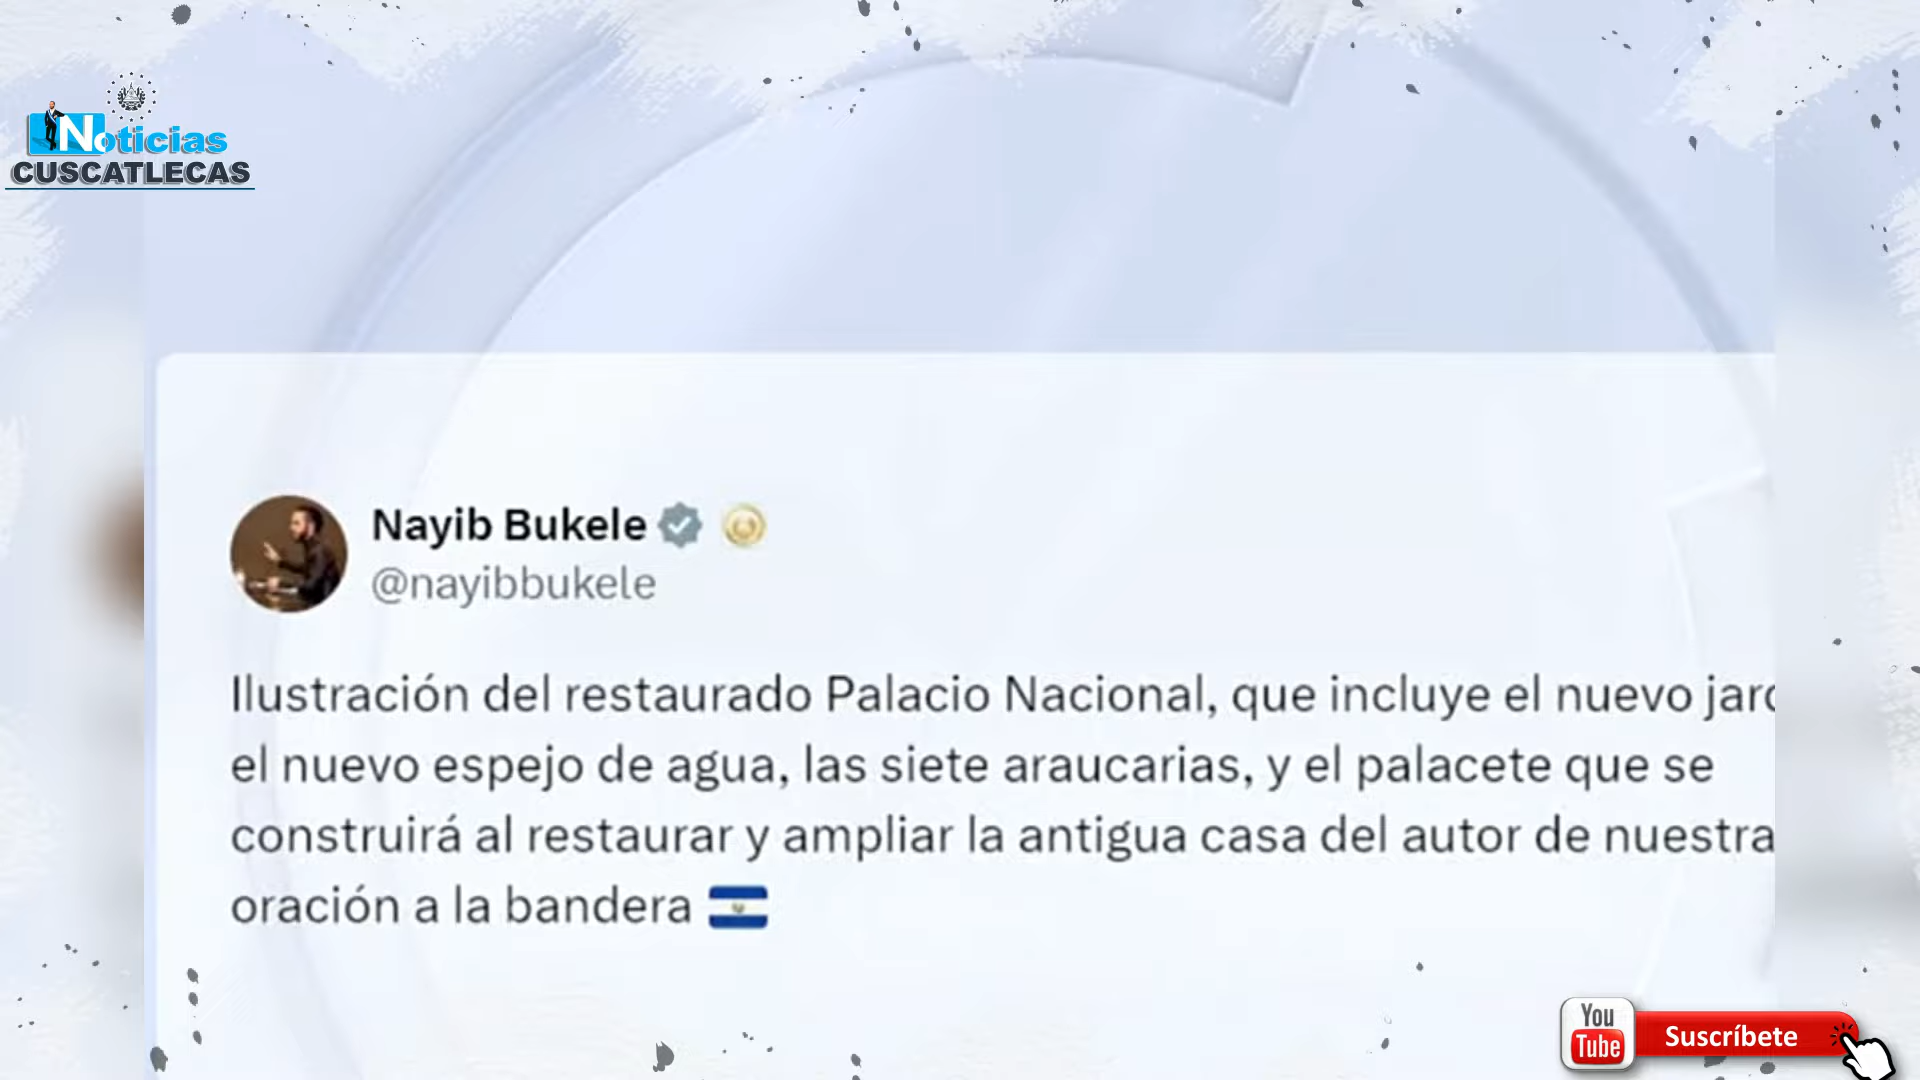 Noticias
CUSCATLECAS
Nayib Bukele
@nayibbukele
Ilustración del restaurado Palacio Nacional, que incluye el nuevo
el nuevo espejo de agua, las siete araucarias, y el palacete que se
construirá al restaurar y ampliar la antigua casa del autor de nuestra
oración a la bandera
You
Tube
Suscríbete